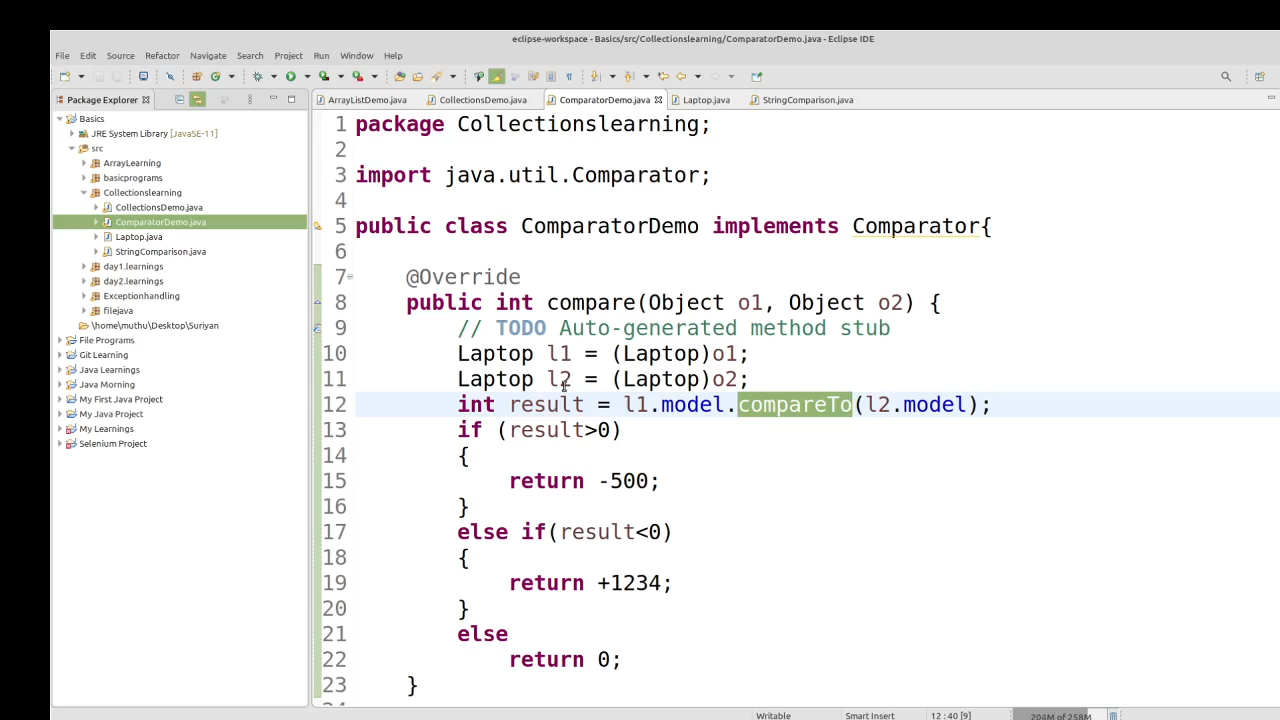 eclipse-workspace - Basics/src/Collectionslearning/ComparatorDemo.java - Eclipse IDE
File Edit Source Refactor Navigate Search Project Run Window Help
Package Explorer
ArrayListDemo.java CollectionsDemo.java ComparatorDemo.java Laptop.java StringComparison.java
Basics
JRE System Library [JavaSE-11]
src
ArrayLearning
basicprograms
Collectionslearning
CollectionsDemo.java
ComparatorDemo.java
Laptop.java
StringComparison.java
day1.learnings
day2.learnings
Exceptionhandling
filejava
\home\muthu\Desktop\Suriyan
File Programs
Git Learning
Java Learnings
Java Morning
My First Java Project
My Java Project
My Learnings
Selenium Project
1 package Collectionslearning;
2
3 import java.util.Comparator;
4
5 public class ComparatorDemo implements Comparator{
6
7 @Override
8 public int compare(Object o1, Object o2) {
9 // TODO Auto-generated method stub
10 Laptop l1 = (Laptop)o1;
11 Laptop l2 = (Laptop)o2;
12 int result = l1.model.compareTo(l2.model);
13 if (result>0)
14 {
15 return -500;
16 }
17 else if(result<0)
18 {
19 return +1234;
20 }
21 else
22 return 0;
23 }
Writable Smart Insert 12 : 40 [9] 204M of 258M